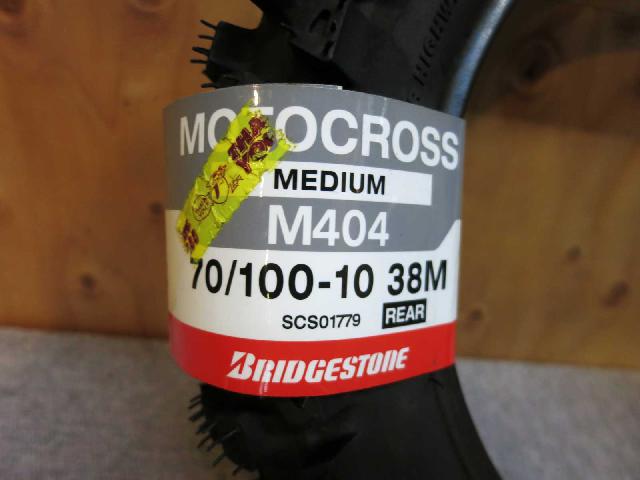 MOTOCROSS
MEDIUM
M404
70/100-10 38M
SCS01779 REAR
BRIDGESTONE